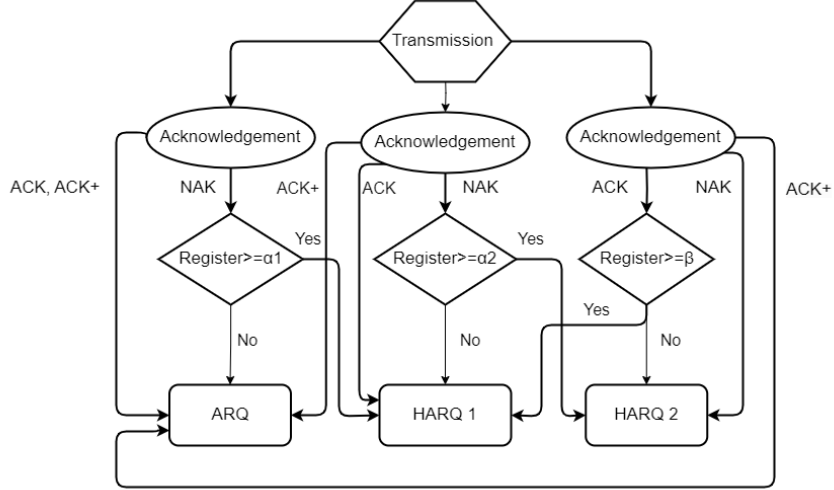 Transmission
Acknowledgement
Acknowledgement
Acknowledgement
ACK, ACK+
NAK
ACK+
ACK
NAK
ACK
NAK
ACK+
Register>=α1
Yes
Register>=α2
Yes
Register>=β
Yes
No
No
No
ARQ
HARQ 1
HARQ 2